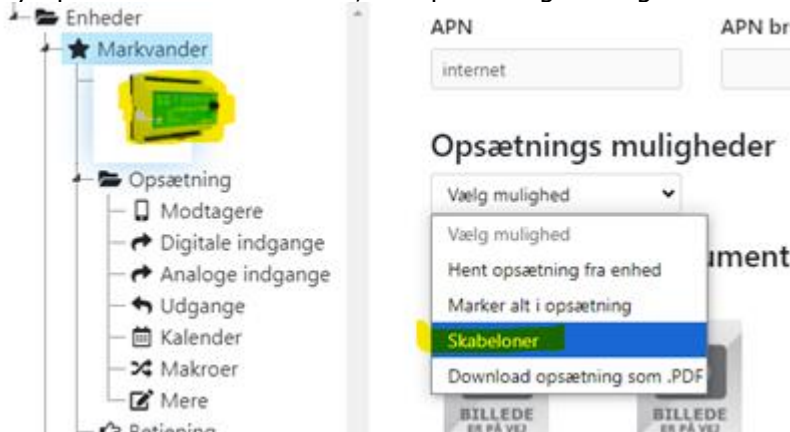 Enheder
Markvander
Opsætning
Modtagere
Digitale indgange
Analoge indgange
Udgange
Kalender
Makroer
Mere
Betjening
APN
APN br
internet
Opsætnings muligheder
Vælg mulighed
Vælg mulighed
Hent opsætning fra enhed
Marker alt i opsætning
Skabeloner
Download opsætning som .PDF
ument
BILLEDE
ER PÅ VEJ
BILLEDE
ER PÅ VEJ